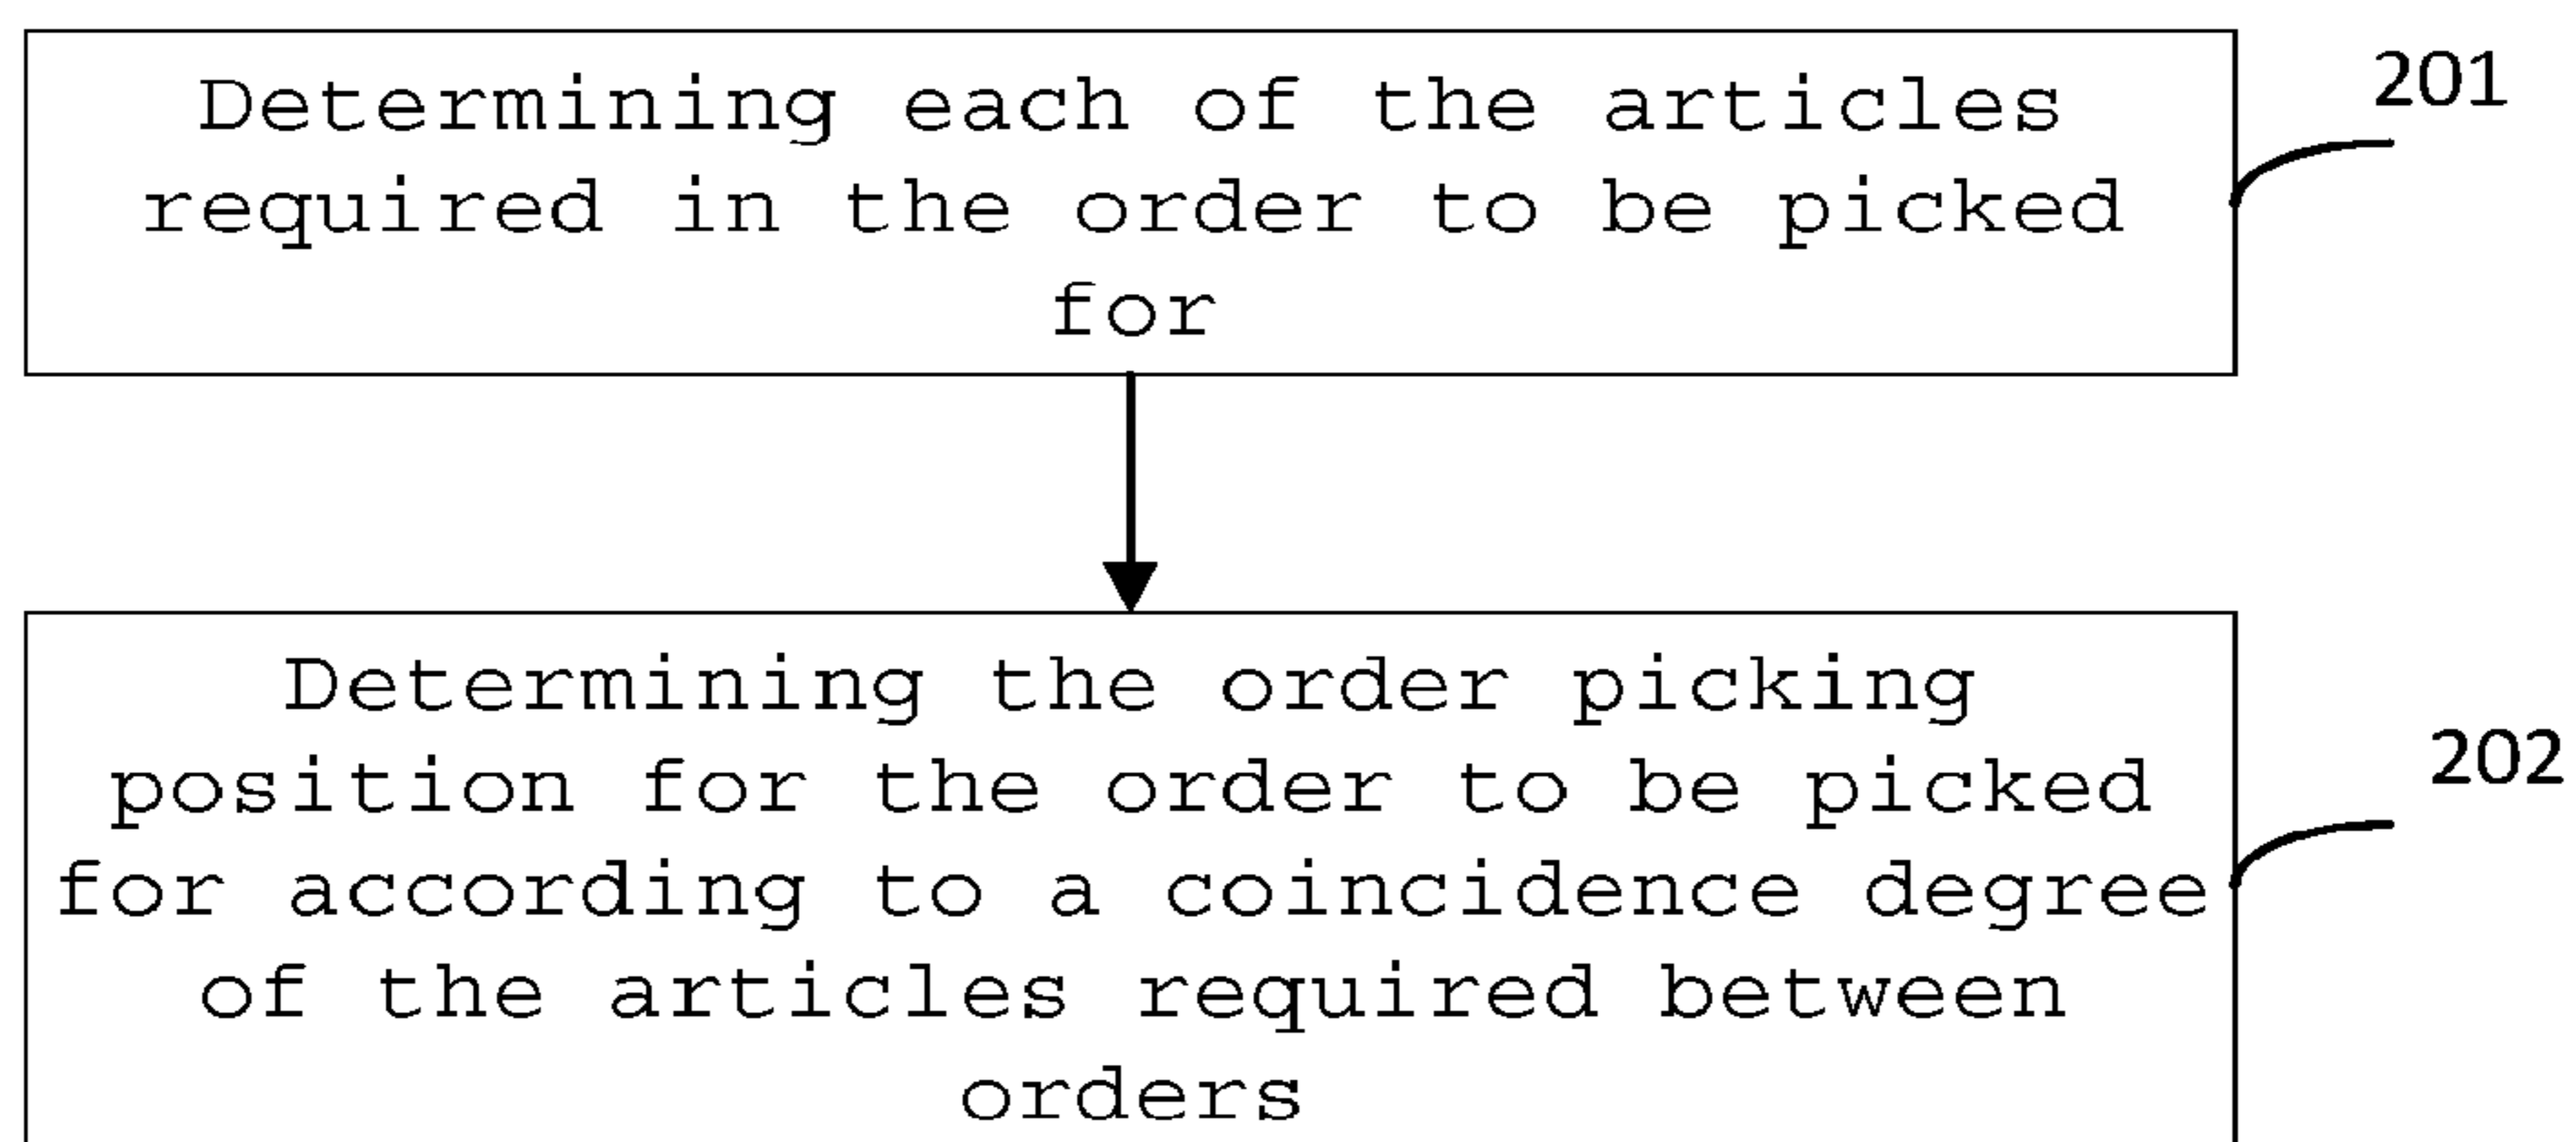 Determining each of the articles
required in the order to be picked
for
201
Determining the order picking
position for the order to be picked
for according to a coincidence degree
of the articles required between
orders
202